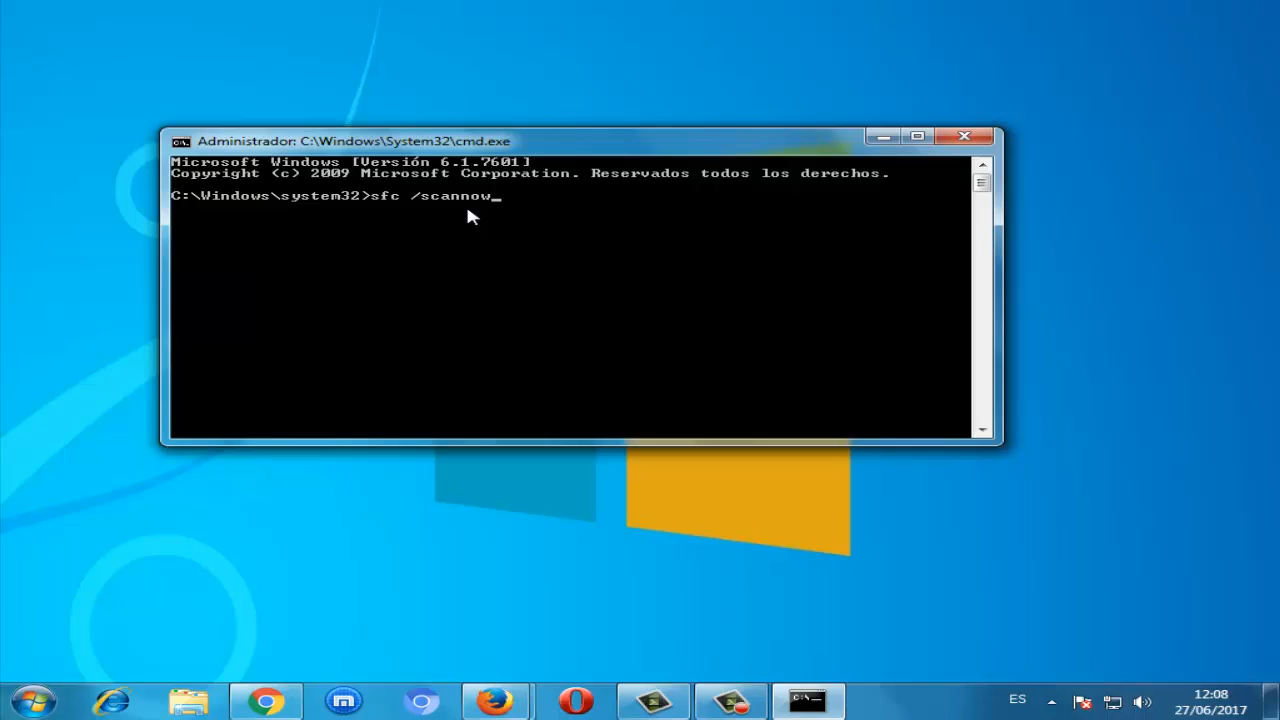 Administrador: C:\Windows\System32\cmd.exe
Microsoft Windows [Versión 6.1.7601]
Copyright (c) 2009 Microsoft Corporation. Reservados todos los derechos.
C:\Windows\system32>sfc /scannow_
ES
12:08
27/06/2017